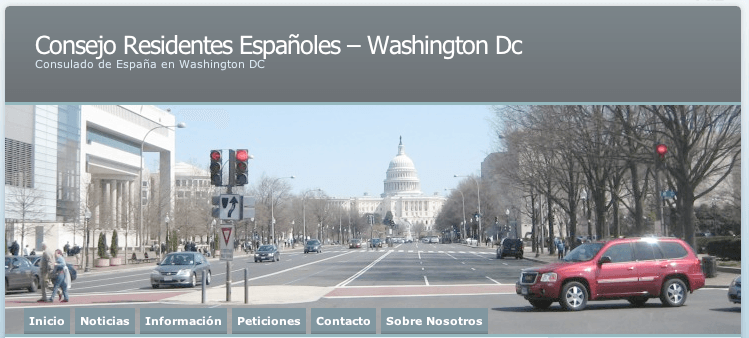 Consejo Residentes Españoles – Washington Dc
Consulado de España en Washington DC
Inicio Noticias Información Peticiones Contacto Sobre Nosotros